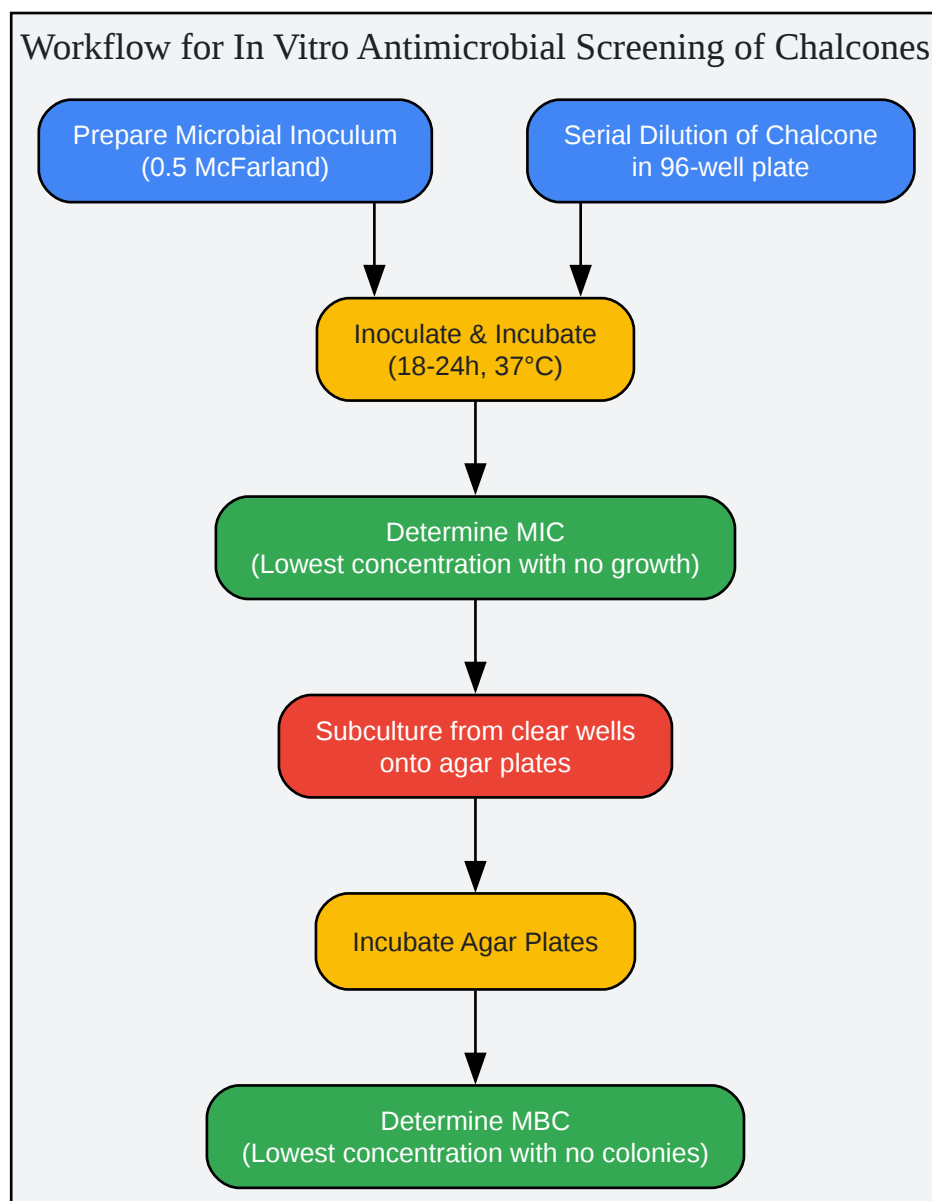 Workflow for In Vitro Antimicrobial Screening of Chalcones
Prepare Microbial Inoculum
(0.5 McFarland)
Serial Dilution of Chalcone
in 96-well plate
Inoculate & Incubate
(18-24h, 37°C)
Determine MIC
(Lowest concentration with no growth)
Subculture from clear wells
onto agar plates
Incubate Agar Plates
Determine MBC
(Lowest concentration with no colonies)